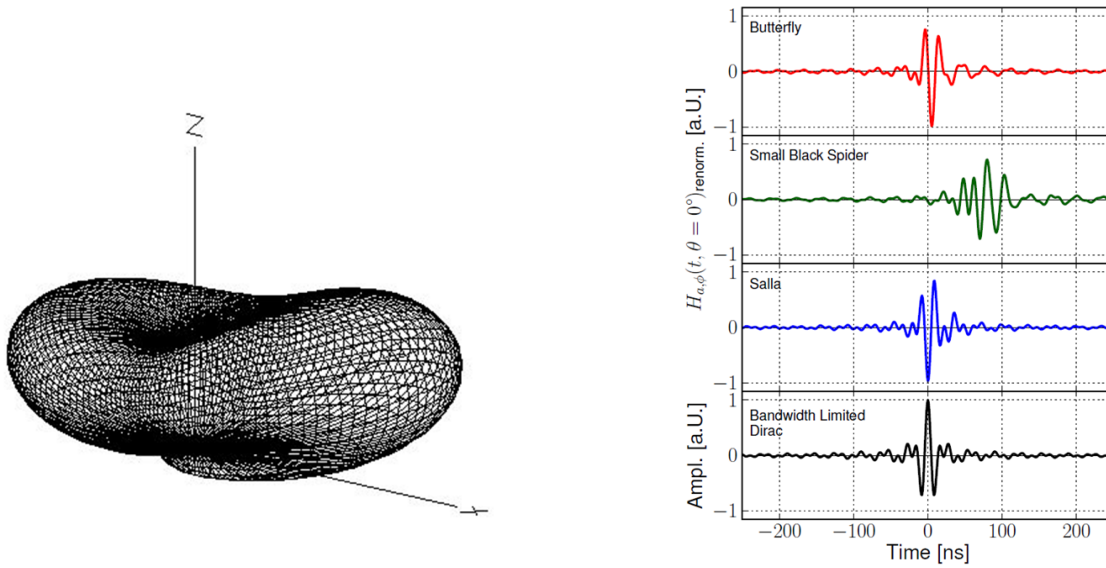 Z
X
Butterfly
Small Black Spider
Salla
Bandwidth Limited
Dirac
1
0
−1
1
0
−1
1
0
−1
1
0
−1
H_{a,ϕ}(t, θ = 0°)_{renorm.} [a.U.]
Ampl. [a.U.]
−200 −100 0 100 200
Time [ns]